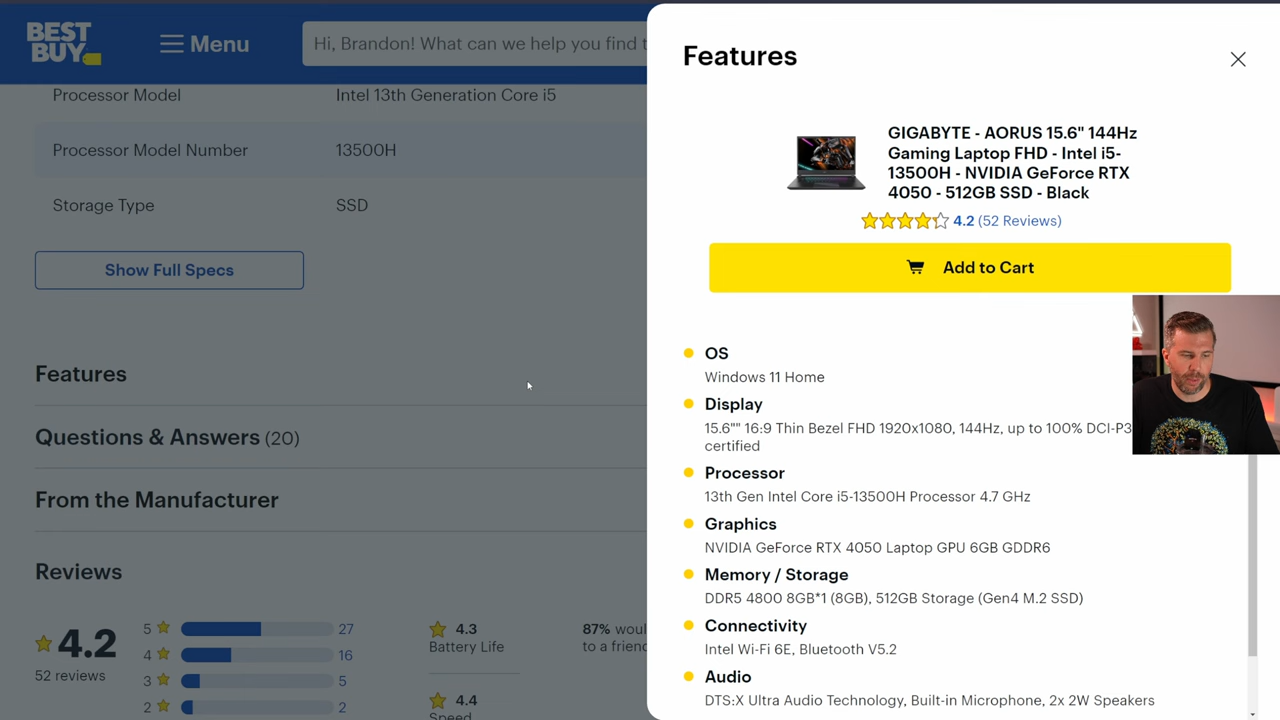 BEST
BUY
Menu
Hi, Brandon! What can we help you find t
Processor Model
Intel 13th Generation Core i5
Processor Model Number
13500H
Storage Type
SSD
Show Full Specs
Features
Questions & Answers (20)
From the Manufacturer
Reviews
4.2
52 reviews
5
27
4
16
3
5
2
2
4.3
Battery Life
4.4
Speed
87% woul
to a frien
Features
GIGABYTE - AORUS 15.6" 144Hz
Gaming Laptop FHD - Intel i5-
13500H - NVIDIA GeForce RTX
4050 - 512GB SSD - Black
4.2 (52 Reviews)
Add to Cart
OS
Windows 11 Home
Display
15.6"" 16:9 Thin Bezel FHD 1920x1080, 144Hz, up to 100% DCI-P3
certified
Processor
13th Gen Intel Core i5-13500H Processor 4.7 GHz
Graphics
NVIDIA GeForce RTX 4050 Laptop GPU 6GB GDDR6
Memory / Storage
DDR5 4800 8GB*1 (8GB), 512GB Storage (Gen4 M.2 SSD)
Connectivity
Intel Wi-Fi 6E, Bluetooth V5.2
Audio
DTS:X Ultra Audio Technology, Built-in Microphone, 2x 2W Speakers